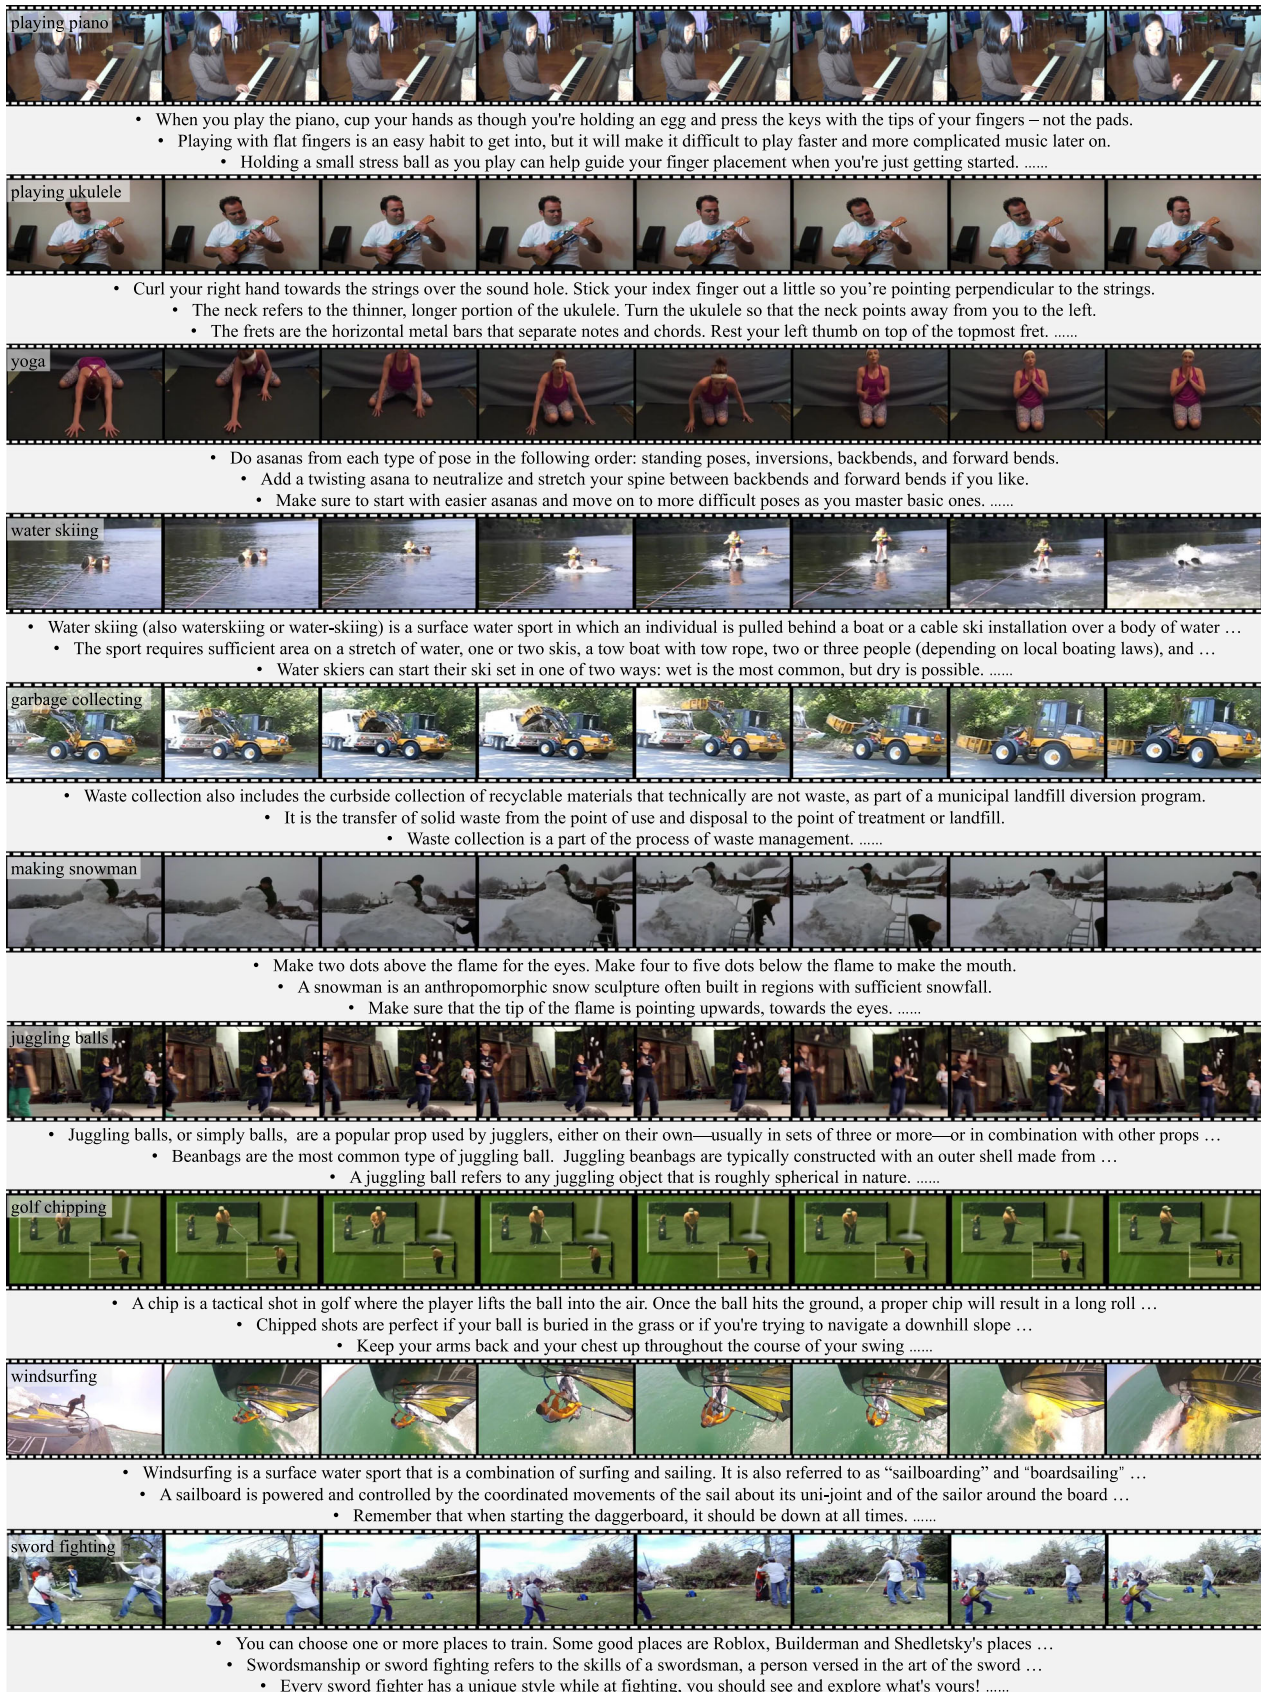 playing piano
• When you play the piano, cup your hands as though you're holding an egg and press the keys with the tips of your fingers – not the pads.
• Playing with flat fingers is an easy habit to get into, but it will make it difficult to play faster and more complicated music later on.
• Holding a small stress ball as you play can help guide your finger placement when you're just getting started. ......
playing ukulele
• Curl your right hand towards the strings over the sound hole. Stick your index finger out a little so you’re pointing perpendicular to the strings.
• The neck refers to the thinner, longer portion of the ukulele. Turn the ukulele so that the neck points away from you to the left.
• The frets are the horizontal metal bars that separate notes and chords. Rest your left thumb on top of the topmost fret. ......
yoga
• Do asanas from each type of pose in the following order: standing poses, inversions, backbends, and forward bends.
• Add a twisting asana to neutralize and stretch your spine between backbends and forward bends if you like.
• Make sure to start with easier asanas and move on to more difficult poses as you master basic ones. ......
water skiing
• Water skiing (also waterskiing or water-skiing) is a surface water sport in which an individual is pulled behind a boat or a cable ski installation over a body of water …
• The sport requires sufficient area on a stretch of water, one or two skis, a tow boat with tow rope, two or three people (depending on local boating laws), and …
• Water skiers can start their ski set in one of two ways: wet is the most common, but dry is possible. ......
garbage collecting
• Waste collection also includes the curbside collection of recyclable materials that technically are not waste, as part of a municipal landfill diversion program.
• It is the transfer of solid waste from the point of use and disposal to the point of treatment or landfill.
• Waste collection is a part of the process of waste management. ......
making snowman
• Make two dots above the flame for the eyes. Make four to five dots below the flame to make the mouth.
• A snowman is an anthropomorphic snow sculpture often built in regions with sufficient snowfall.
• Make sure that the tip of the flame is pointing upwards, towards the eyes. ......
juggling balls
• Juggling balls, or simply balls, are a popular prop used by jugglers, either on their own—usually in sets of three or more—or in combination with other props …
• Beanbags are the most common type of juggling ball. Juggling beanbags are typically constructed with an outer shell made from …
• A juggling ball refers to any juggling object that is roughly spherical in nature. ......
golf chipping
• A chip is a tactical shot in golf where the player lifts the ball into the air. Once the ball hits the ground, a proper chip will result in a long roll …
• Chipped shots are perfect if your ball is buried in the grass or if you're trying to navigate a downhill slope …
• Keep your arms back and your chest up throughout the course of your swing ......
windsurfing
• Windsurfing is a surface water sport that is a combination of surfing and sailing. It is also referred to as “sailboarding” and “boardsailing” …
• A sailboard is powered and controlled by the coordinated movements of the sail about its uni-joint and of the sailor around the board …
• Remember that when starting the daggerboard, it should be down at all times. ......
sword fighting
• You can choose one or more places to train. Some good places are Roblox, Builderman and Shedletsky's places …
• Swordsmanship or sword fighting refers to the skills of a swordsman, a person versed in the art of the sword …
• Every sword fighter has a unique style while at fighting, you should see and explore what's yours! ......